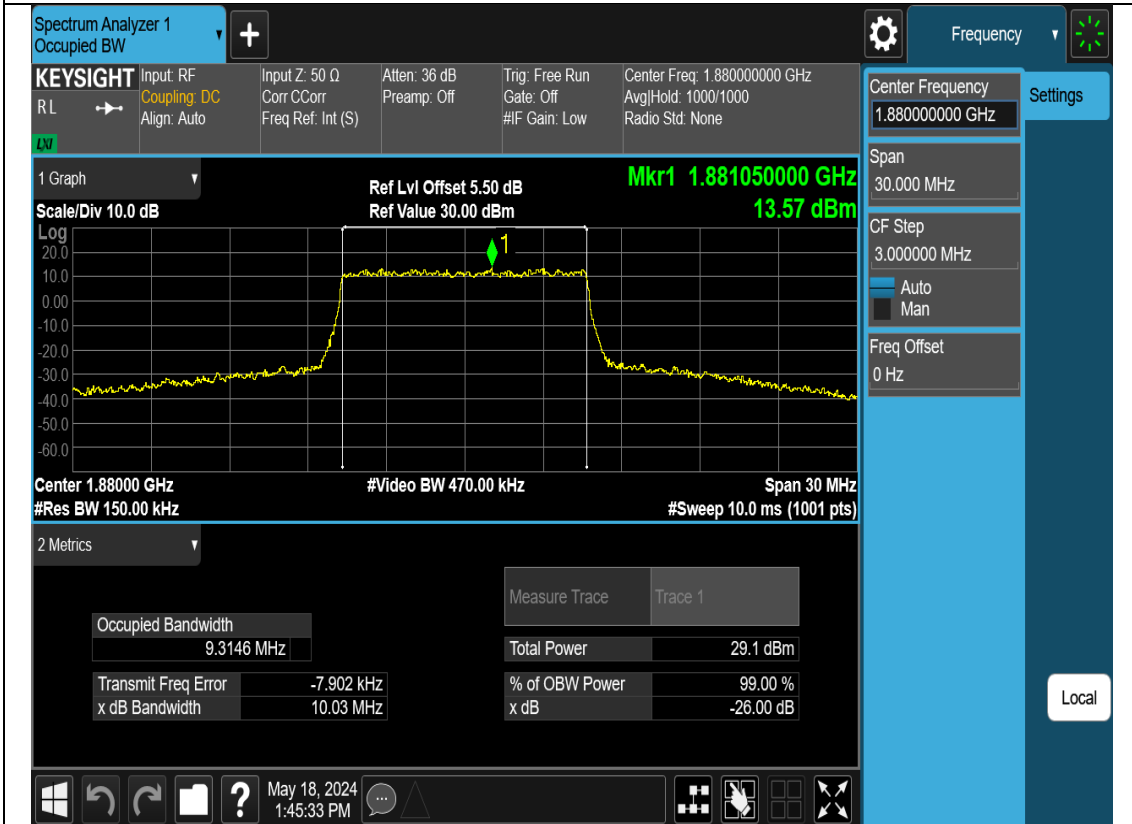 Spectrum Analyzer 1
Occupied BW
Frequency
KEYSIGHT
R L
LXI
Input: RF
Coupling: DC
Align: Auto
Input Z: 50 Ω
Corr CCorr
Freq Ref: Int (S)
Atten: 36 dB
Preamp: Off
Trig: Free Run
Gate: Off
#IF Gain: Low
Center Freq: 1.880000000 GHz
Avg|Hold: 1000/1000
Radio Std: None
Center Frequency
1.880000000 GHz
Settings
Span
30.000 MHz
CF Step
3.000000 MHz
Auto
Man
Freq Offset
0 Hz
Local
1 Graph
Scale/Div 10.0 dB
Ref Lvl Offset 5.50 dB
Ref Value 30.00 dBm
Mkr1 1.881050000 GHz
13.57 dBm
Log
1
20.0
10.0
0.00
-10.0
-20.0
-30.0
-40.0
-50.0
-60.0
Center 1.88000 GHz
#Video BW 470.00 kHz
Span 30 MHz
#Res BW 150.00 kHz
#Sweep 10.0 ms (1001 pts)
2 Metrics
Measure Trace Trace 1
Occupied Bandwidth
9.3146 MHz
Total Power 29.1 dBm
Transmit Freq Error -7.902 kHz
% of OBW Power 99.00 %
x dB Bandwidth 10.03 MHz
x dB -26.00 dB
?
May 18, 2024
1:45:33 PM